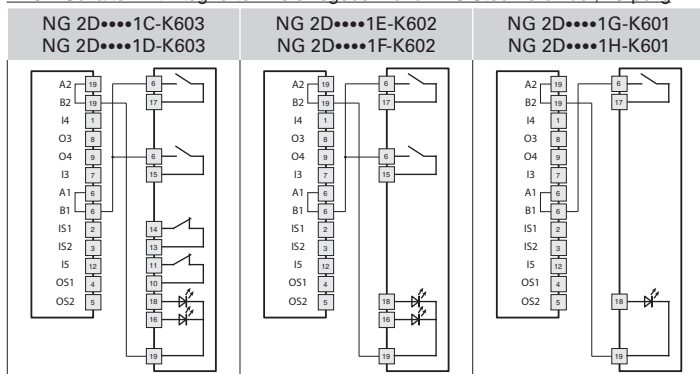 NG 2D••••1C-K603
NG 2D••••1D-K603
NG 2D••••1E-K602
NG 2D••••1F-K602
NG 2D••••1G-K601
NG 2D••••1H-K601
A2 19 6
B2 19 17
I4 1
O3 8
O4 9 6
I3 7 15
A1 6
B1 6
IS1 2 14
IS2 3 13
I5 12 11
OS1 4 10
OS2 5 18
16
19
A2 19 6
B2 19 17
I4 1
O3 8
O4 9 6
I3 7 15
A1 6
B1 6
IS1 2
IS2 3
I5 12
OS1 4
OS2 5 18
16
19
A2 19 6
B2 19 17
I4 1
O3 8
O4 9
I3 7
A1 6
B1 6
IS1 2
IS2 3
I5 12
OS1 4
OS2 5 18
19